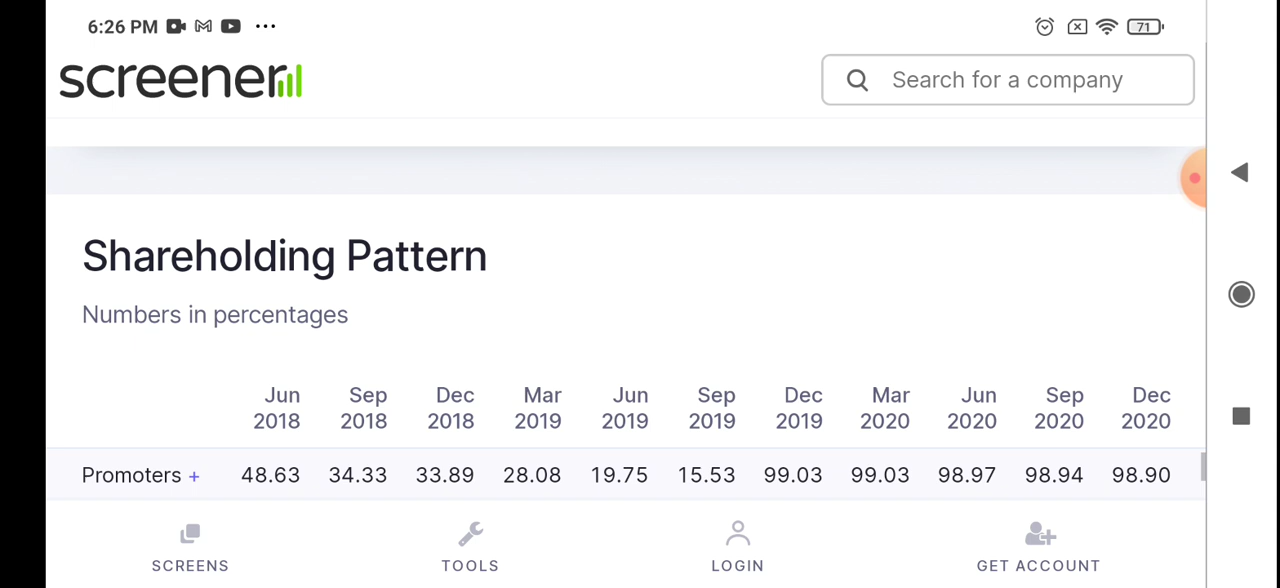 6:26 PM ... 71
screener
Search for a company
Shareholding Pattern
Numbers in percentages
Jun 2018 Sep 2018 Dec 2018 Mar 2019 Jun 2019 Sep 2019 Dec 2019 Mar 2020 Jun 2020 Sep 2020 Dec 2020
Promoters + 48.63 34.33 33.89 28.08 19.75 15.53 99.03 99.03 98.97 98.94 98.90
SCREENS TOOLS LOGIN GET ACCOUNT